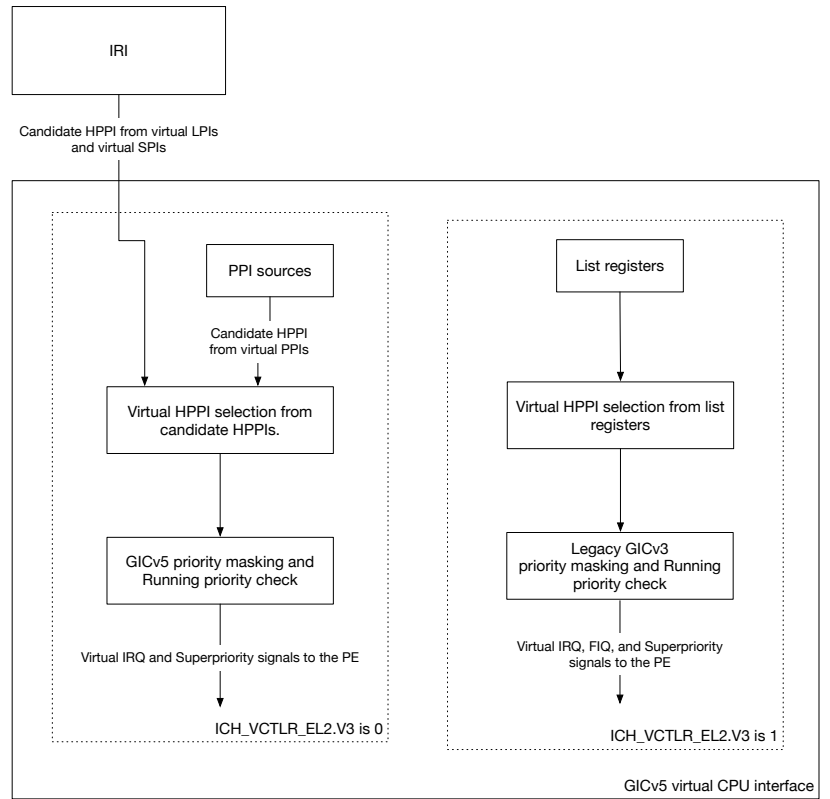 IRI
Candidate HPPI from virtual LPIs
and virtual SPIs
PPI sources
Candidate HPPI
from virtual PPIs
Virtual HPPI selection from
candidate HPPIs.
GICv5 priority masking and
Running priority check
Virtual IRQ and Superpriority signals to the PE
ICH_VCTLR_EL2.V3 is 0
List registers
Virtual HPPI selection from list
registers
Legacy GICv3
priority masking and Running
priority check
Virtual IRQ, FIQ, and Superpriority
signals to the PE
ICH_VCTLR_EL2.V3 is 1
GICv5 virtual CPU interface